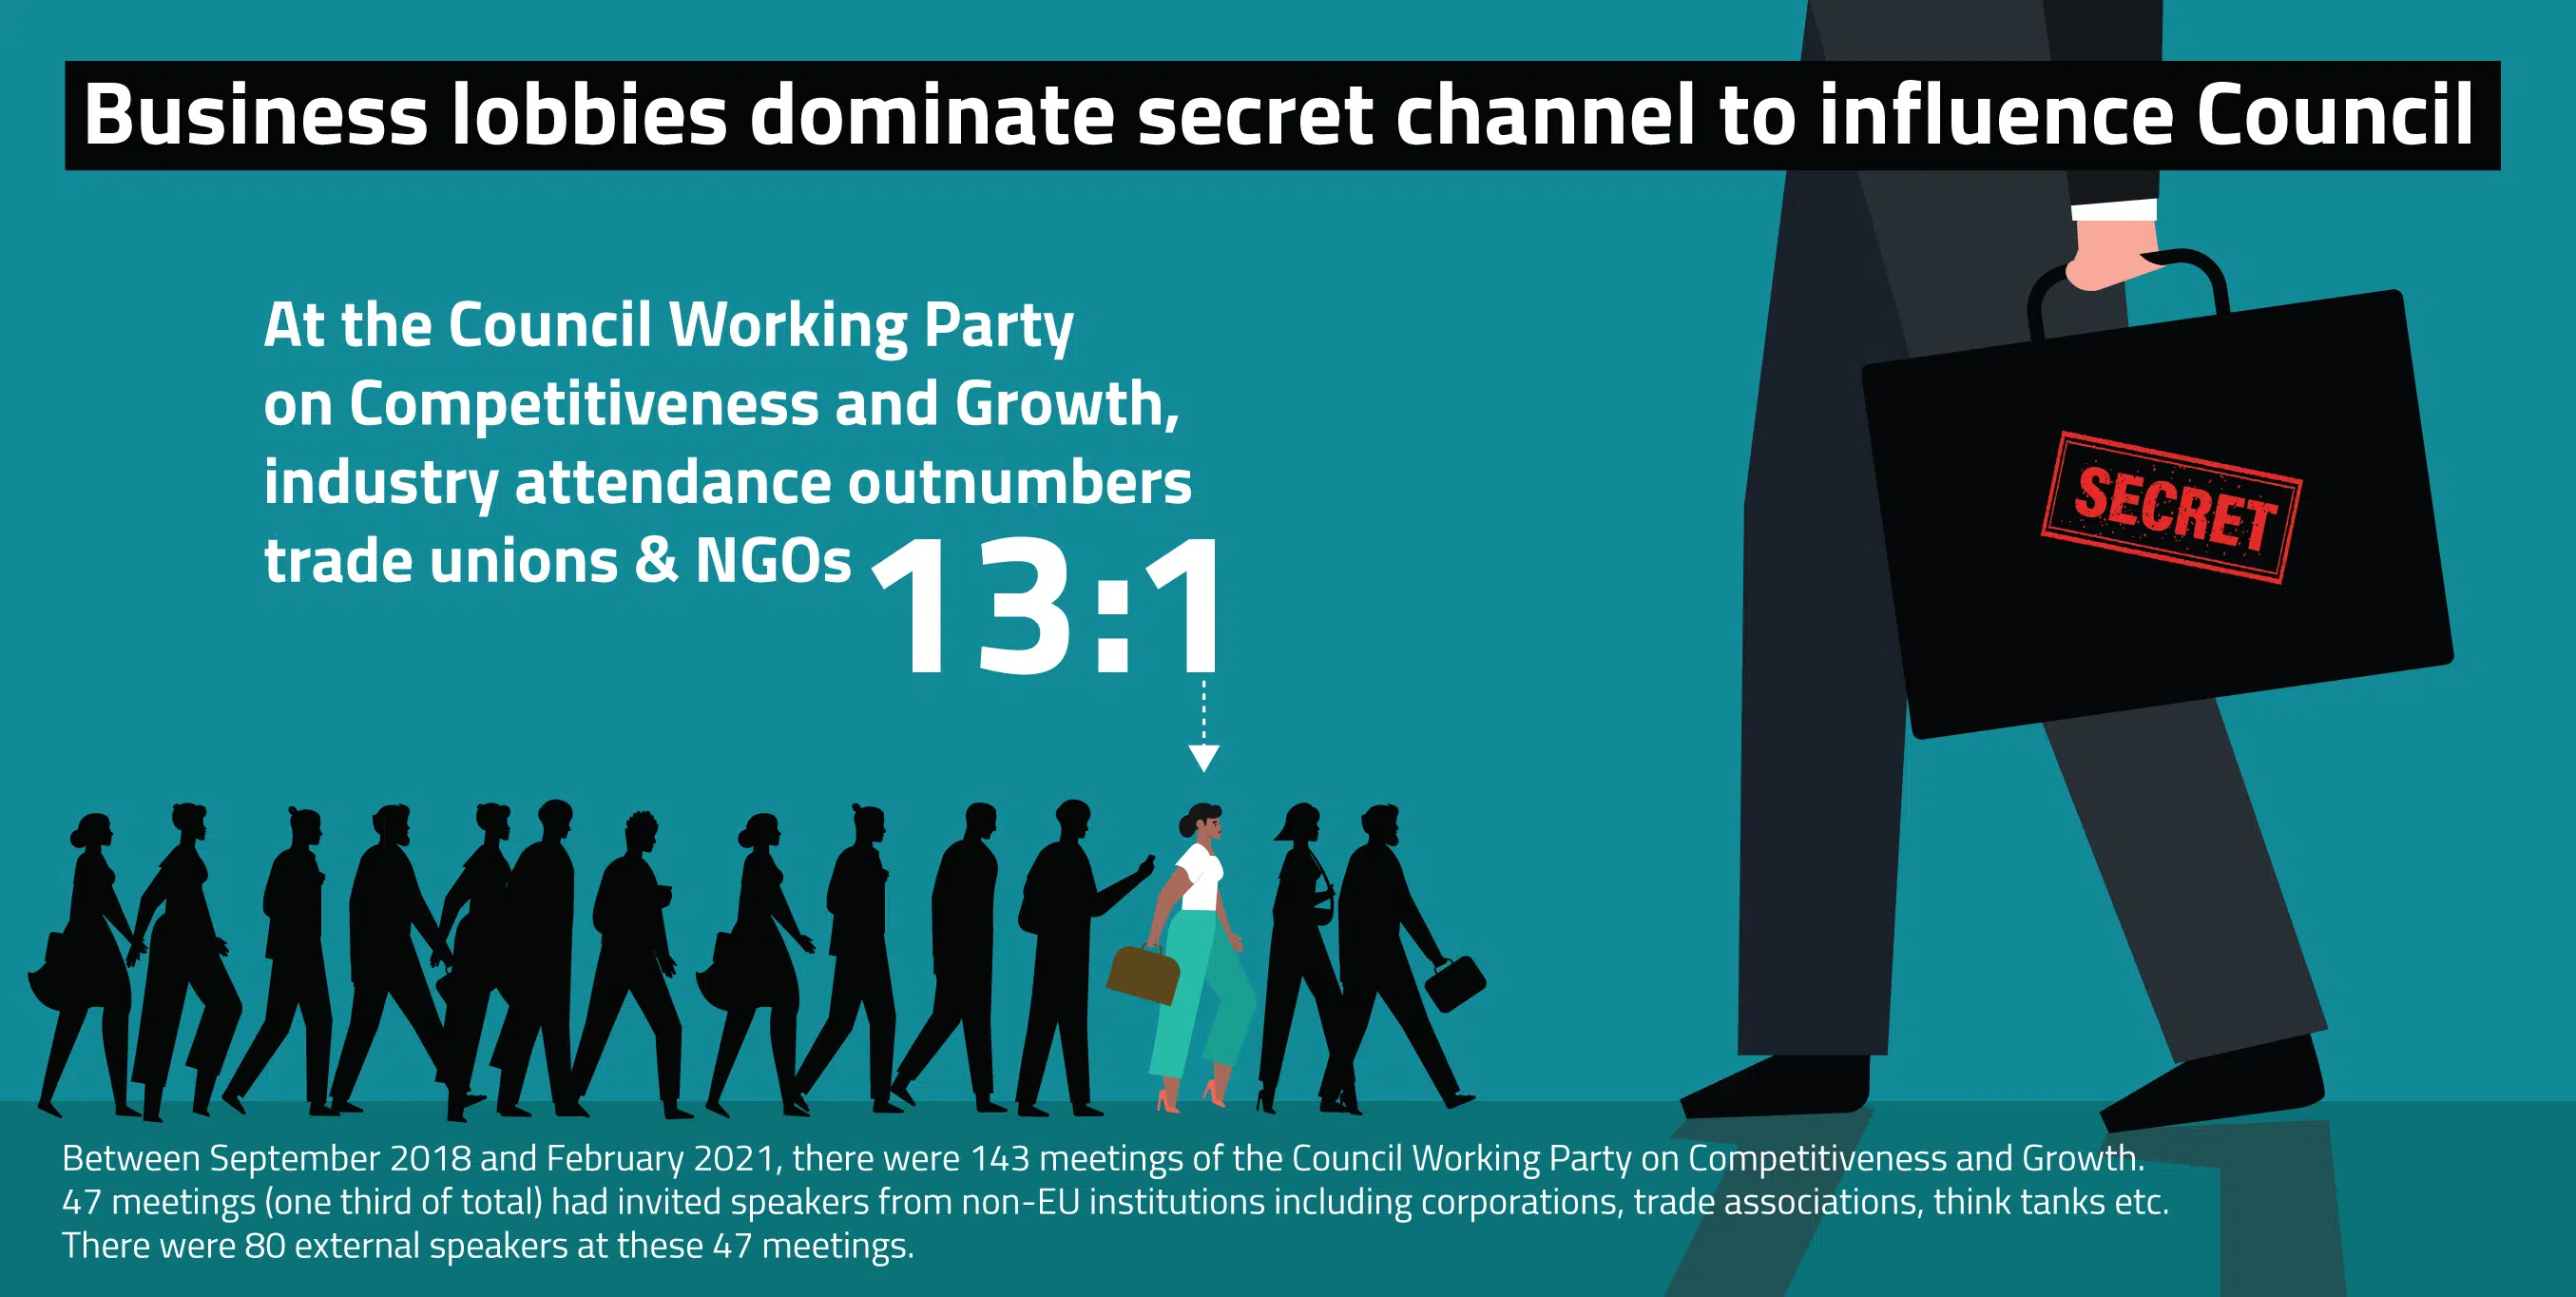 Business lobbies dominate secret channel to influence Council
At the Council Working Party
on Competitiveness and Growth,
industry attendance outnumbers
trade unions & NGOs 13:1
SECRET
Between September 2018 and February 2021, there were 143 meetings of the Council Working Party on Competitiveness and Growth.
47 meetings (one third of total) had invited speakers from non-EU institutions including corporations, trade associations, think tanks etc.
There were 80 external speakers at these 47 meetings.